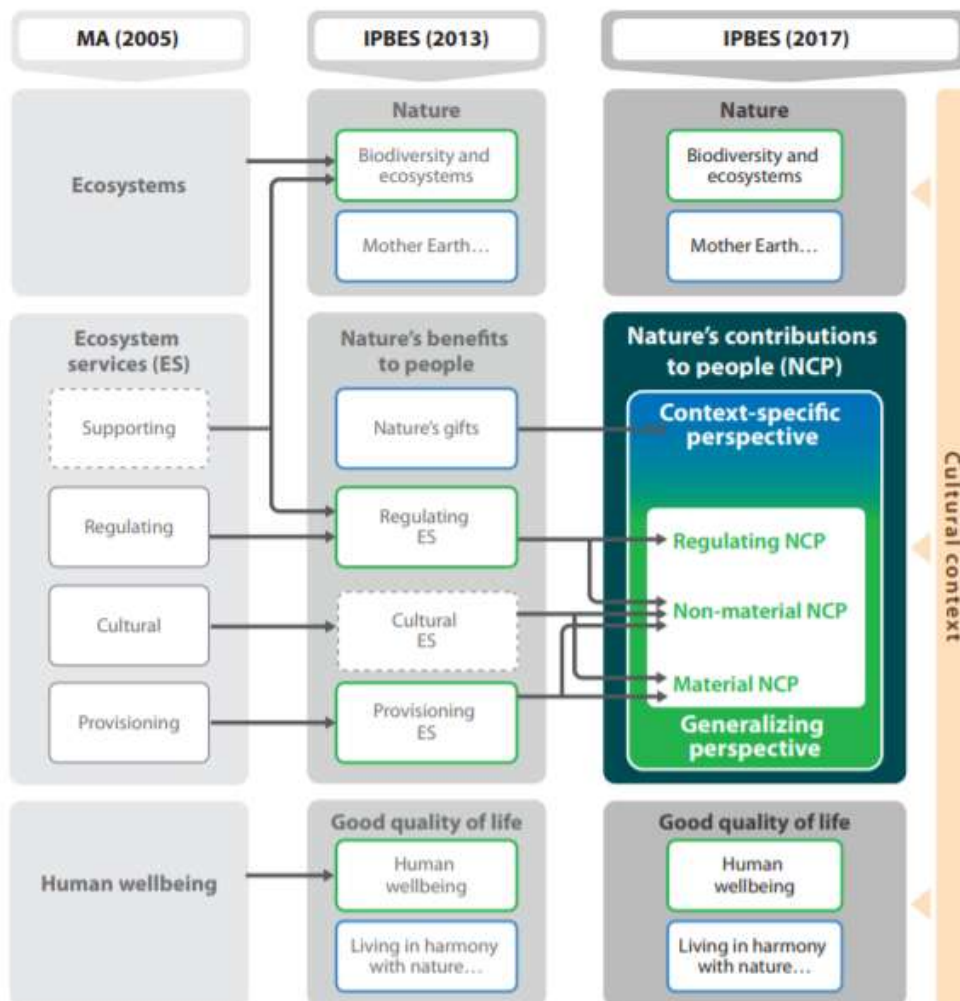 MA (2005)
IPBES (2013)
IPBES (2017)
Ecosystems
Nature
Biodiversity and
ecosystems
Mother Earth…
Nature
Biodiversity and
ecosystems
Mother Earth…
Ecosystem
services (ES)
Supporting
Regulating
Cultural
Provisioning
Nature’s benefits
to people
Nature’s gifts
Regulating
ES
Cultural
ES
Provisioning
ES
Nature’s contributions
to people (NCP)
Context-specific
perspective
Regulating NCP
Non-material NCP
Material NCP
Generalizing
perspective
Human wellbeing
Good quality of life
Human
wellbeing
Living in harmony
with nature…
Good quality of life
Human
wellbeing
Living in harmony
with nature…
Cultural context